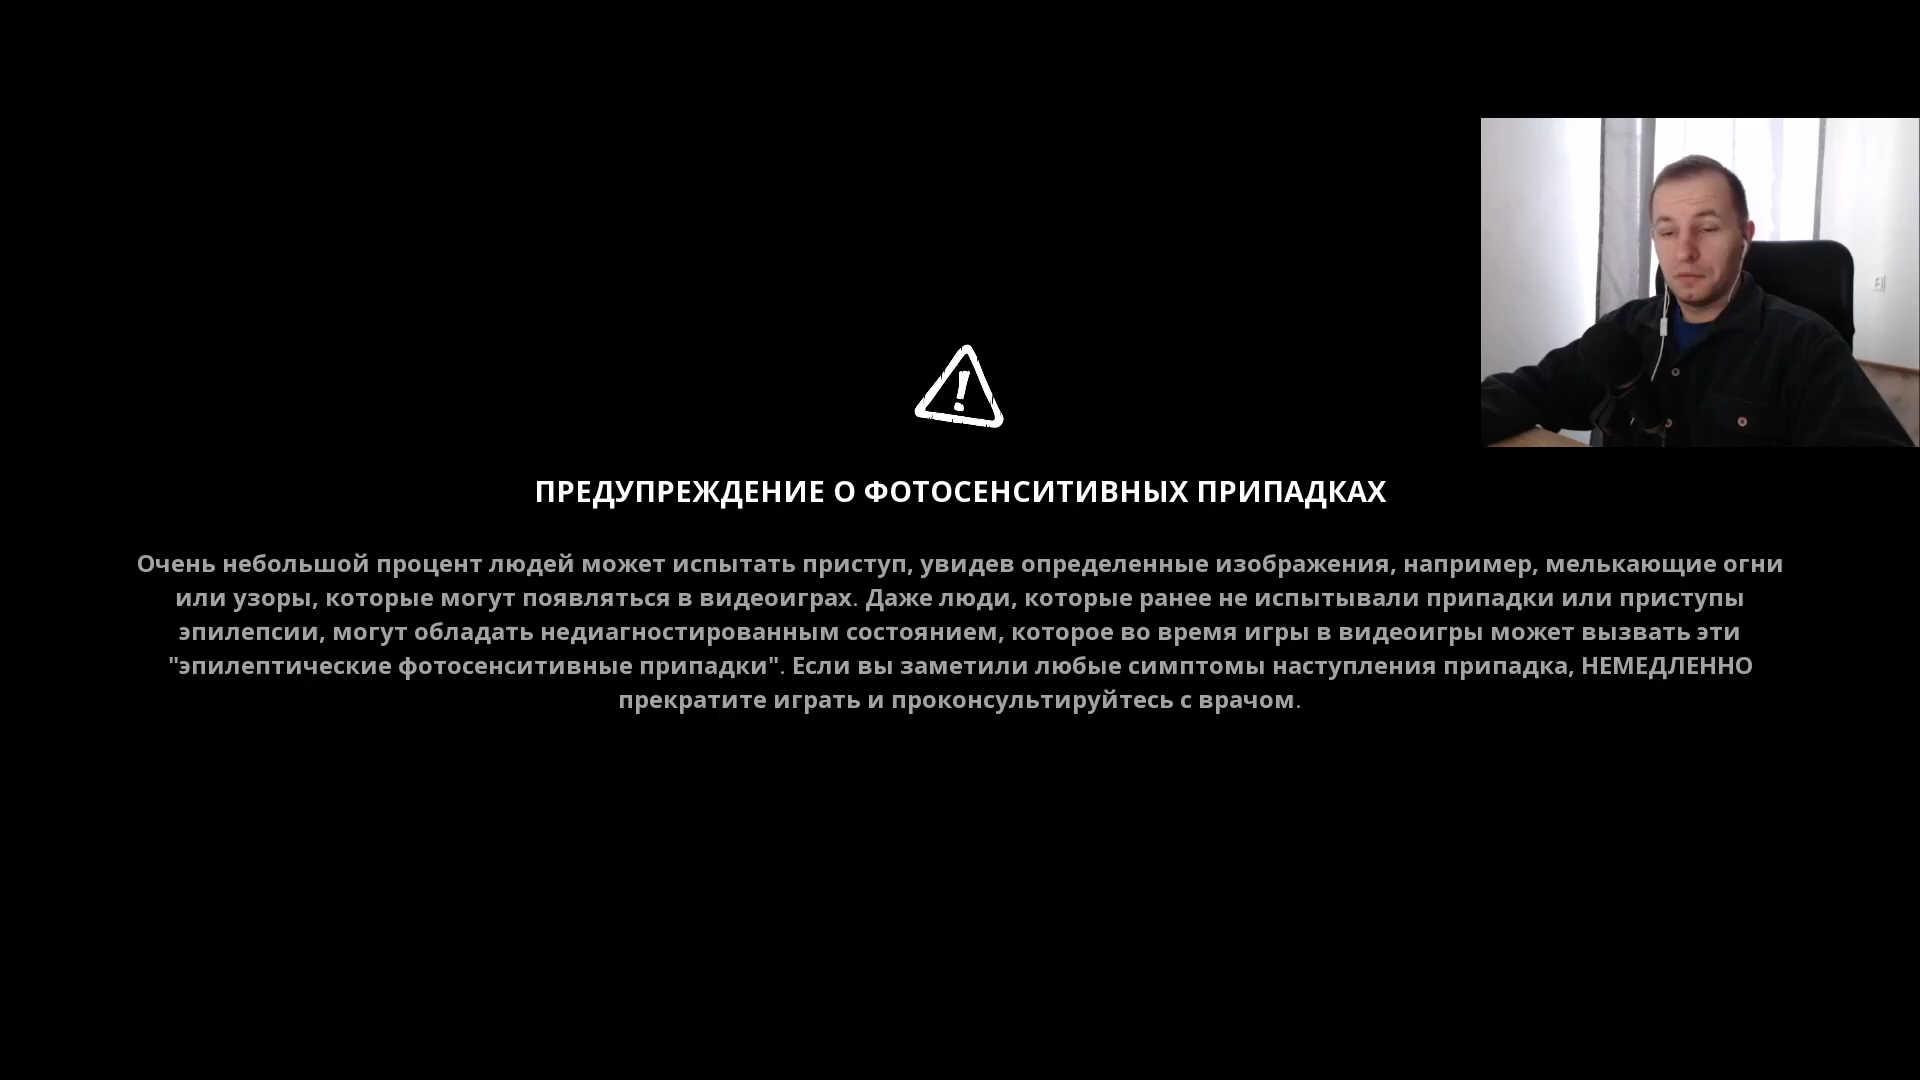 ПРЕДУПРЕЖДЕНИЕ О ФОТОСЕНСИТИВНЫХ ПРИПАДКАХ
Очень небольшой процент людей может испытать приступ, увидев определенные изображения, например, мелькающие огни
или узоры, которые могут появляться в видеоиграх. Даже люди, которые ранее не испытывали припадки или приступы
эпилепсии, могут обладать недиагностированным состоянием, которое во время игры в видеоигры может вызвать эти
"эпилептические фотосенситивные припадки". Если вы заметили любые симптомы наступления припадка, НЕМЕДЛЕННО
прекратите играть и проконсультируйтесь с врачом.